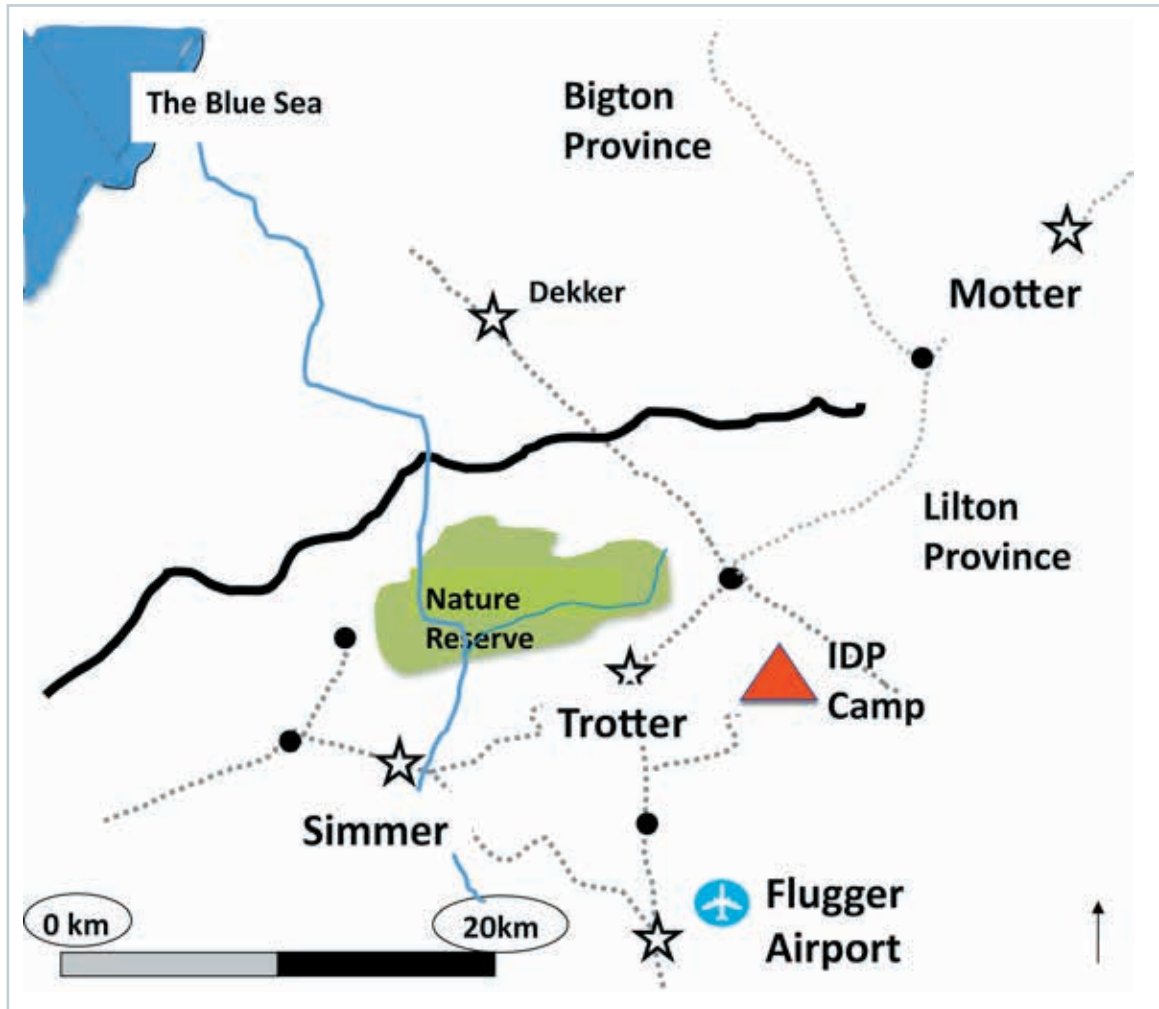 The Blue Sea
Bigton
Province
Motter
Dekker
Lilton
Province
Nature
Reserve
IDP
Camp
Trotter
Simmer
Flugger
Airport
0 km
20km